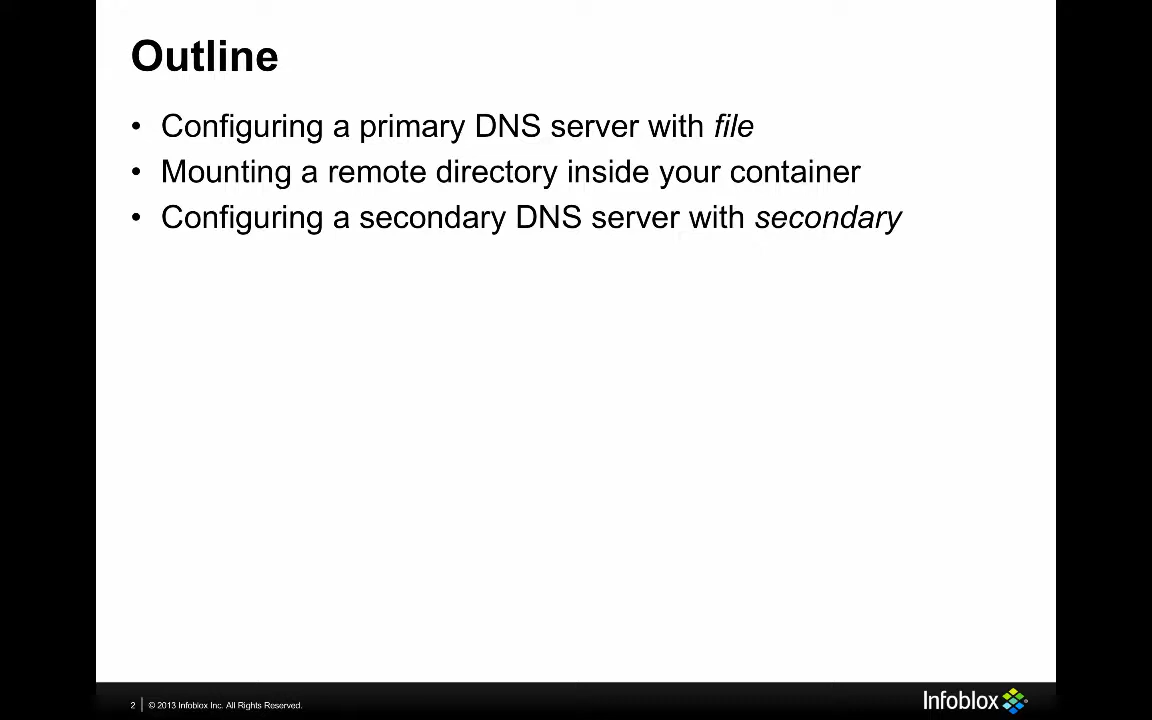 Outline
• Configuring a primary DNS server with file
• Mounting a remote directory inside your container
• Configuring a secondary DNS server with secondary
2 © 2013 Infoblox Inc. All Rights Reserved.
Infoblox